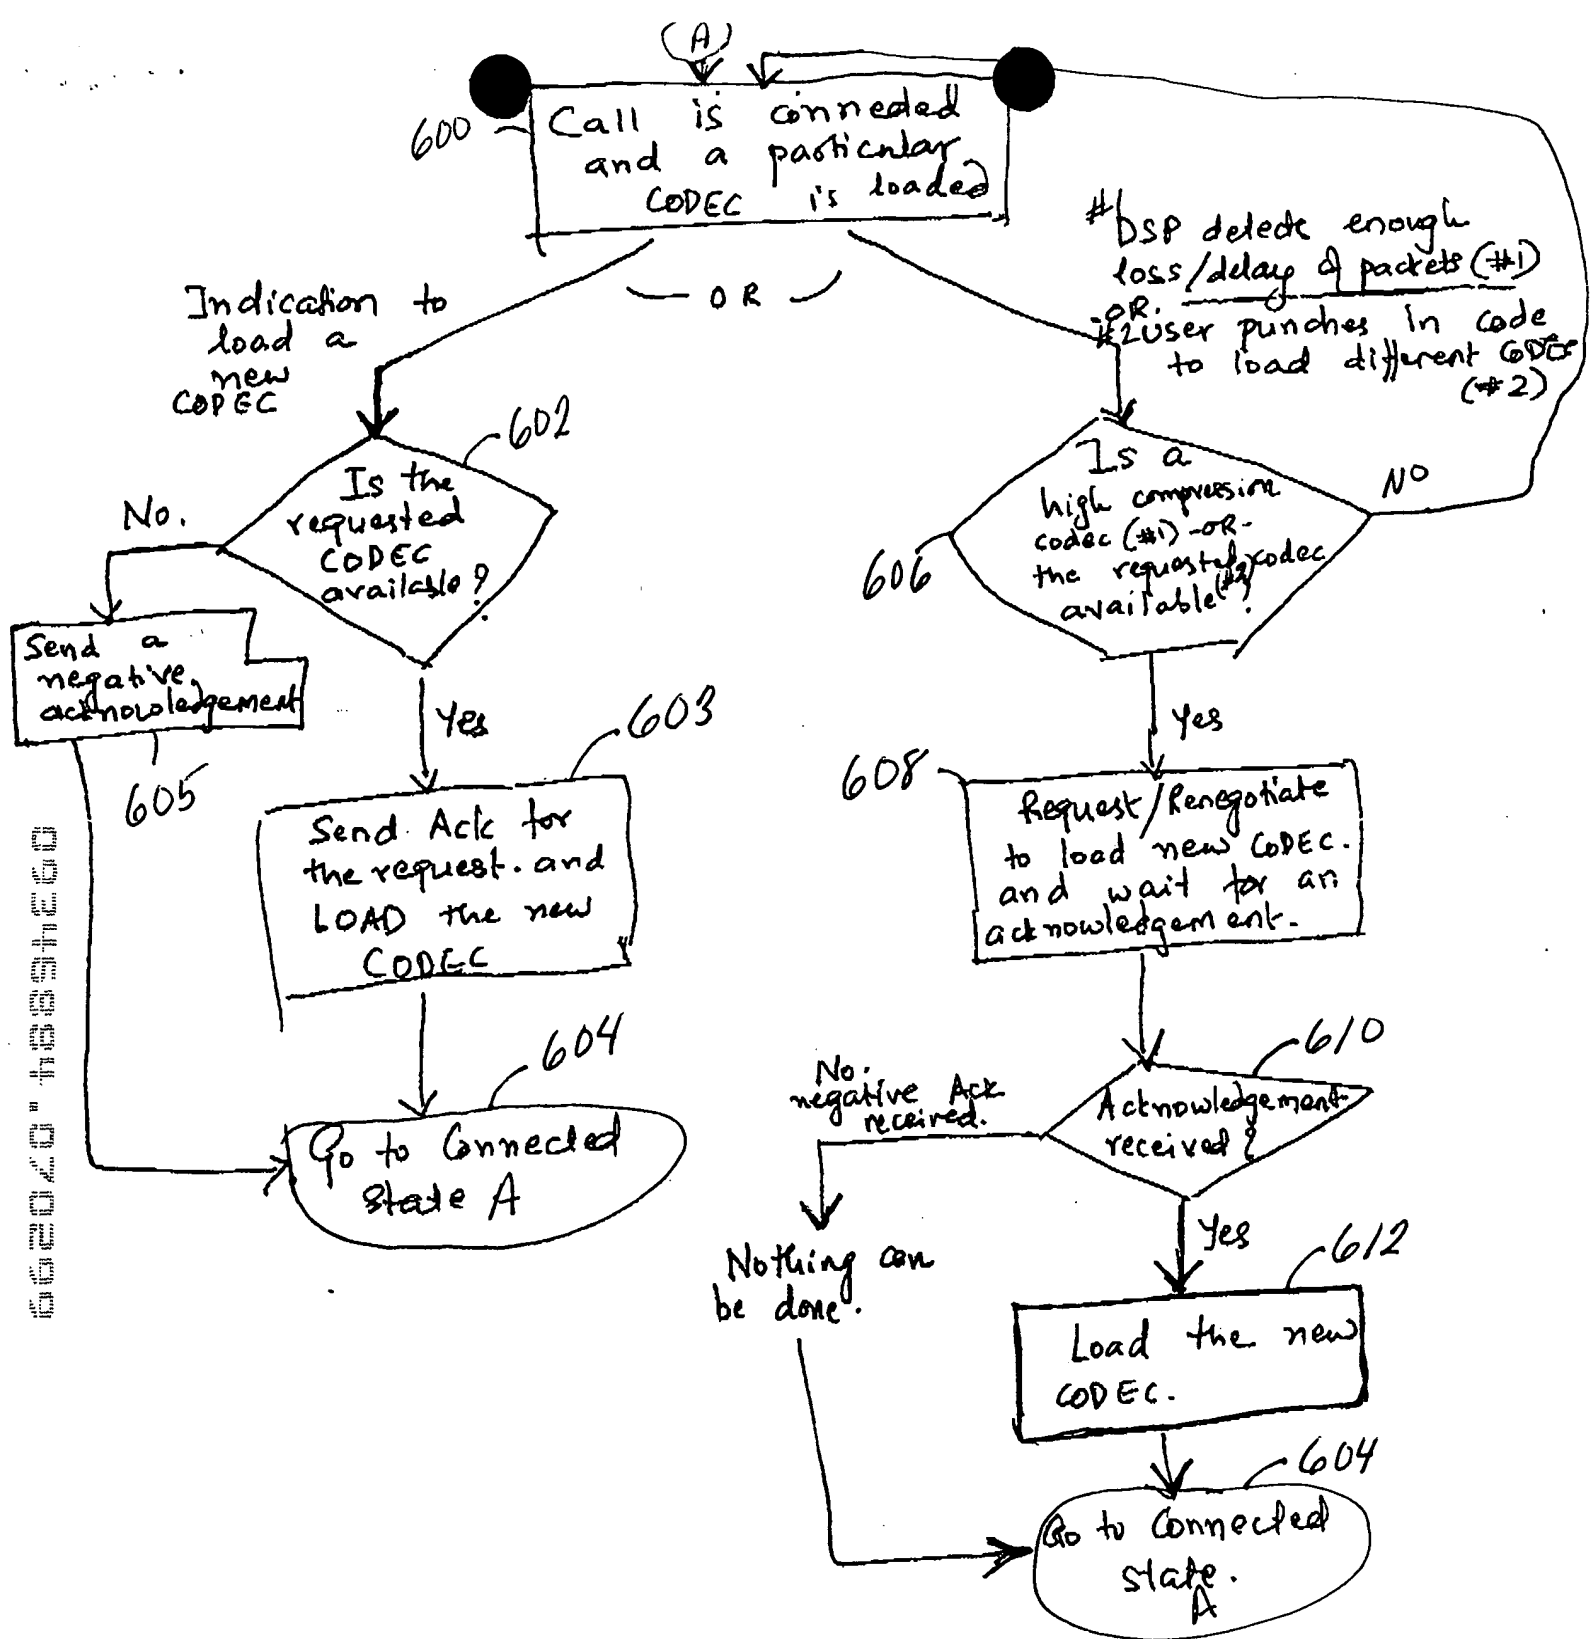 (A)
600
Call is connected
and a particular
CODEC is loaded
Indication to
load a
new
CODEC
OR
# DSP detects enough
loss/delay of packets (#1)
-OR.
#2 User punches in code
to load different CODEC
(#2)
602
Is the
requested
CODEC
available?
No.
Send a
negative
acknowledgement
605
Yes
603
Send Ack for
the request. and
LOAD the new
CODEC
604
Go to Connected
state A
606
Is a
high compression
codec (#1) -OR-
the requested codec
available (#2)?
NO
Yes
608
Request/Renegotiate
to load new CODEC.
and wait for an
acknowledgement.
610
Acknowledgement
received?
No.
negative Ack
received.
Nothing can
be done.
Yes
612
Load the new
CODEC.
604
Go to Connected
state.
A